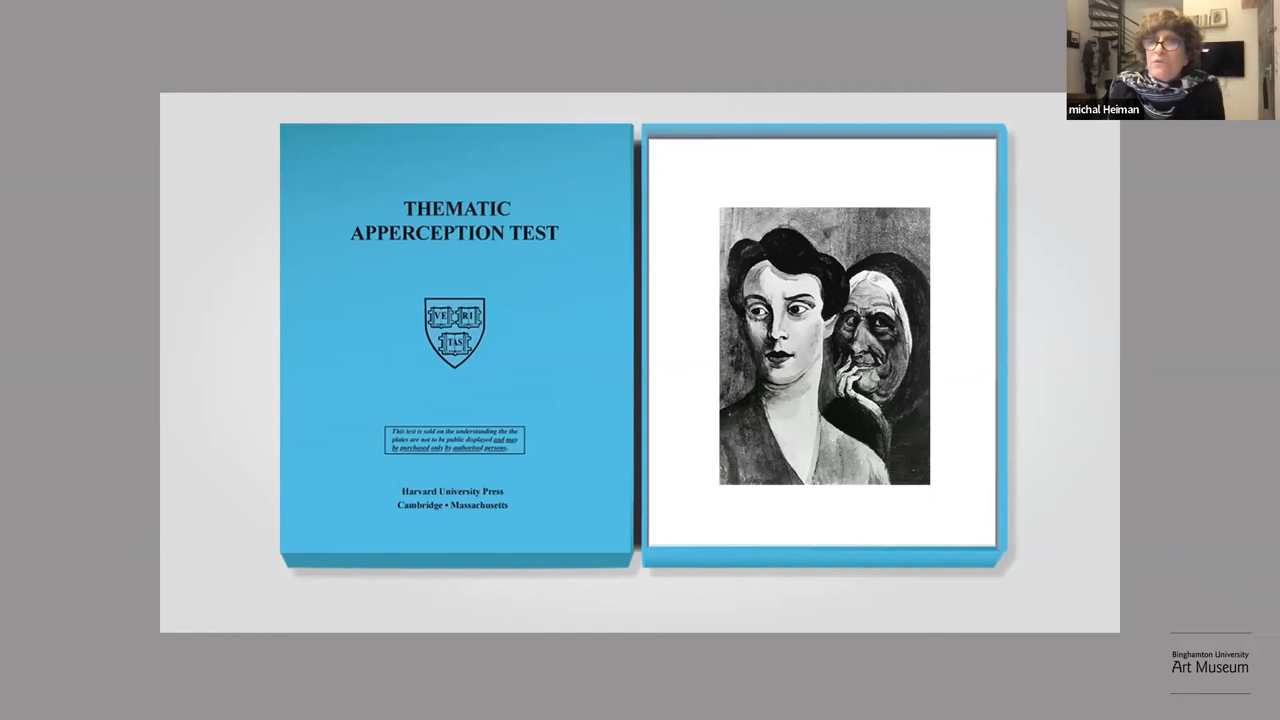 michal Heiman
THEMATIC
APPERCEPTION TEST
VE RI
TAS
This test is sold on the understanding the the
plates are not to be public displayed and may
be purchased only by authorised persons.
Harvard University Press
Cambridge • Massachusetts
Binghamton University
Art Museum